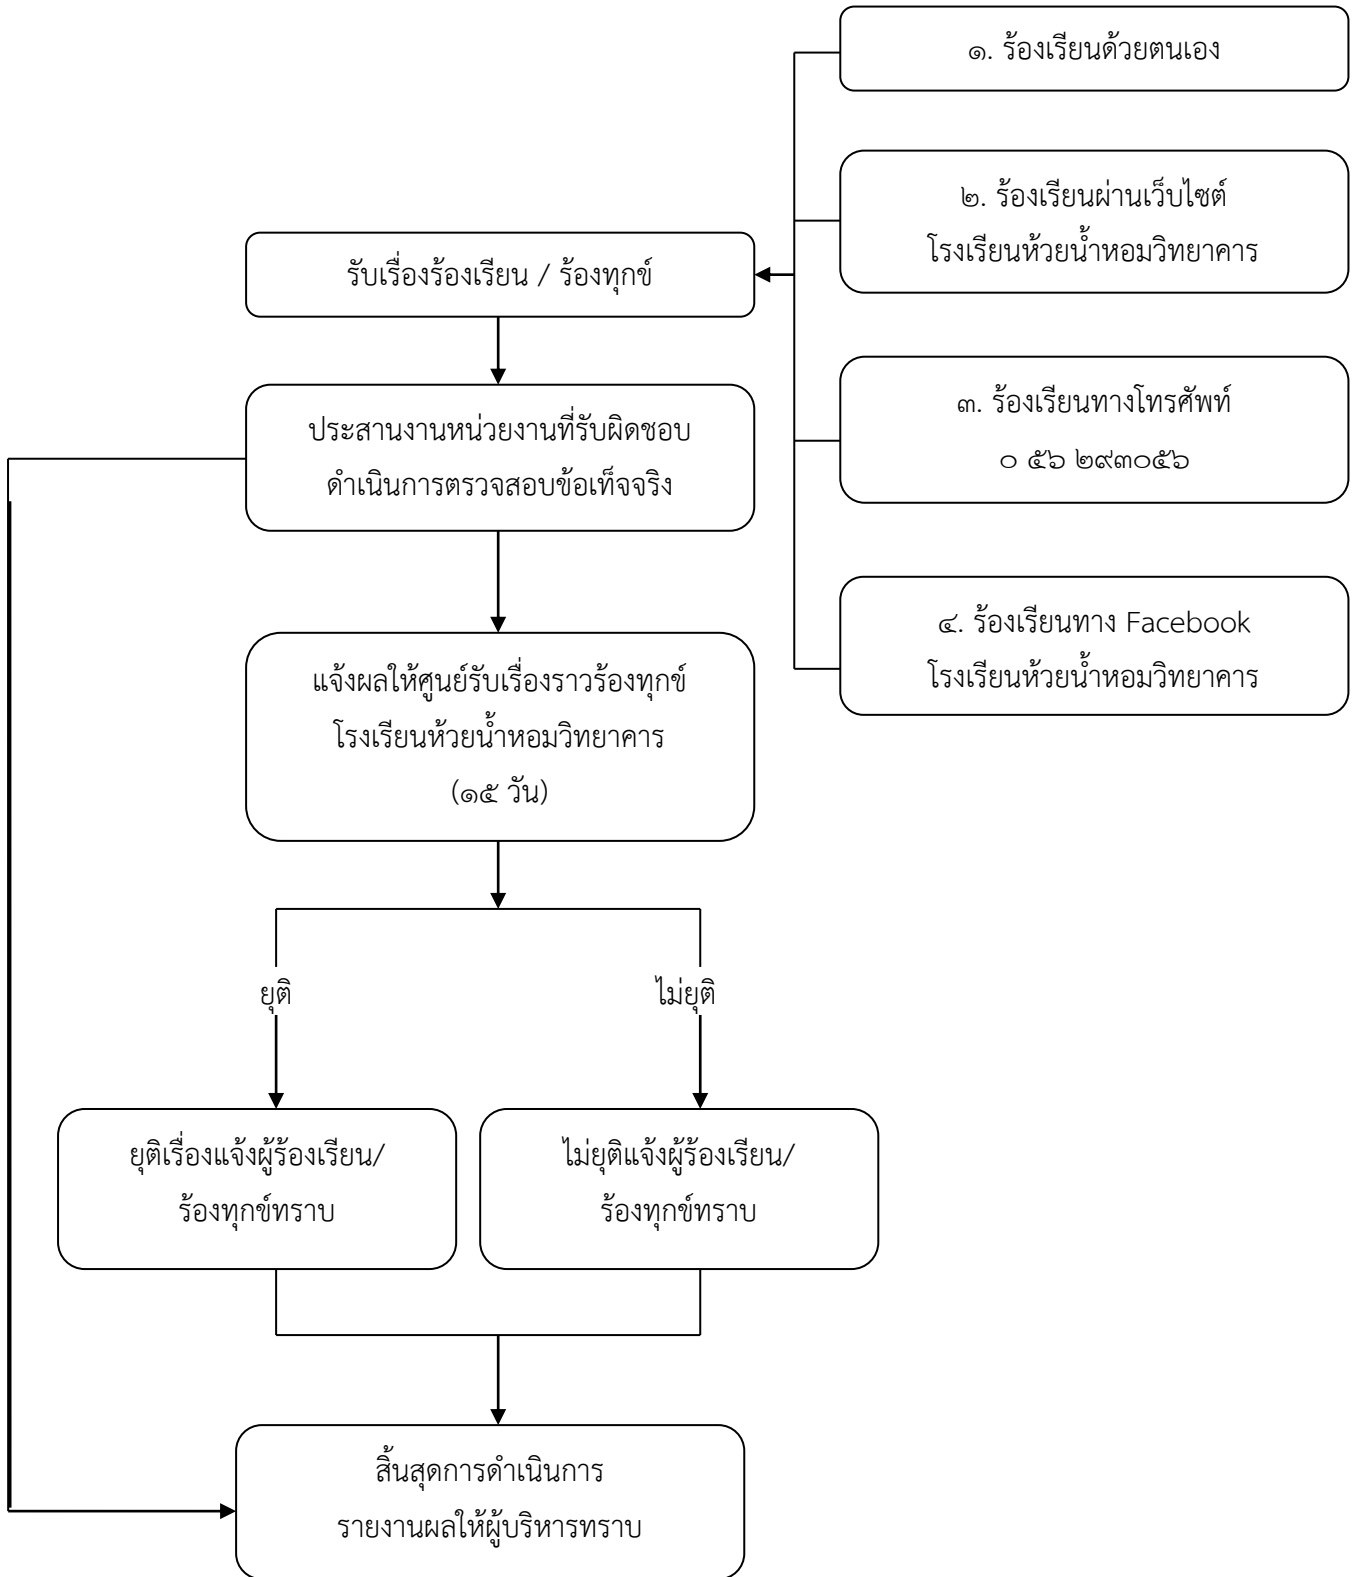 ๑. ร้องเรียนด้วยตนเอง
๒. ร้องเรียนผ่านเว็บไซต์
โรงเรียนห้วยน้ำหอมวิทยาคาร
รับเรื่องร้องเรียน / ร้องทุกข์
๓. ร้องเรียนทางโทรศัพท์
๐ ๕๖ ๒๙๓๐๕๖
ประสานงานหน่วยงานที่รับผิดชอบ
ดำเนินการตรวจสอบข้อเท็จจริง
๔. ร้องเรียนทาง Facebook
โรงเรียนห้วยน้ำหอมวิทยาคาร
แจ้งผลให้ศูนย์รับเรื่องราวร้องทุกข์
โรงเรียนห้วยน้ำหอมวิทยาคาร
(๑๕ วัน)
ยุติ
ไม่ยุติ
ยุติเรื่องแจ้งผู้ร้องเรียน/
ร้องทุกข์ทราบ
ไม่ยุติแจ้งผู้ร้องเรียน/
ร้องทุกข์ทราบ
สิ้นสุดการดำเนินการ
รายงานผลให้ผู้บริหารทราบ